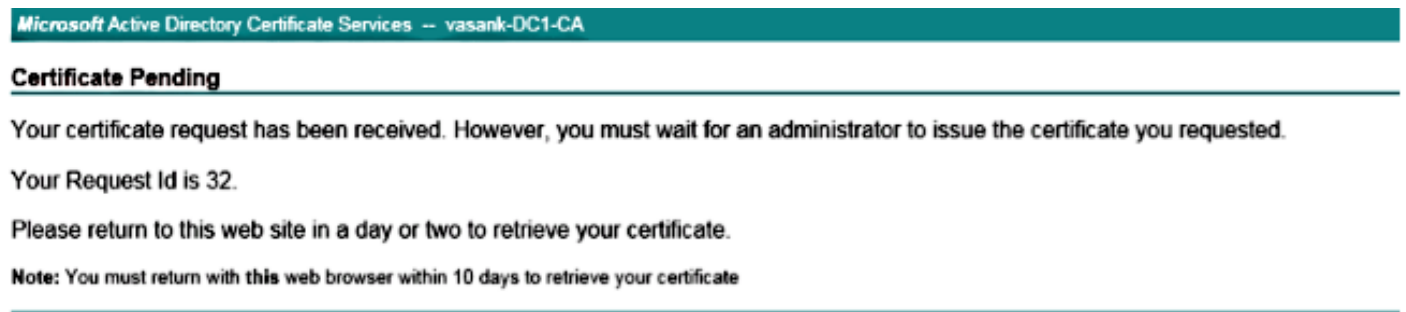 Microsoft Active Directory Certificate Services -- vasank-DC1-CA
Certificate Pending
Your certificate request has been received. However, you must wait for an administrator to issue the certificate you requested.
Your Request Id is 32.
Please return to this web site in a day or two to retrieve your certificate.
Note: You must return with this web browser within 10 days to retrieve your certificate